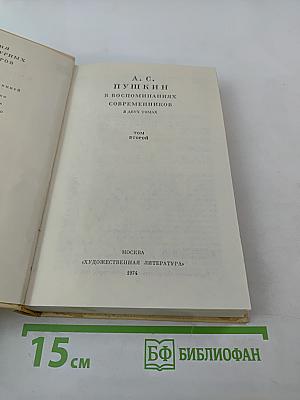 А. С.
ПУШКИН
В ВОСПОМИНАНИЯХ
СОВРЕМЕННИКОВ
В ДВУХ ТОМАХ
ТОМ
ВТОРОЙ
МОСКВА
«ХУДОЖЕСТВЕННАЯ ЛИТЕРАТУРА»
1974
15 см
БФ БИБЛИОФАН